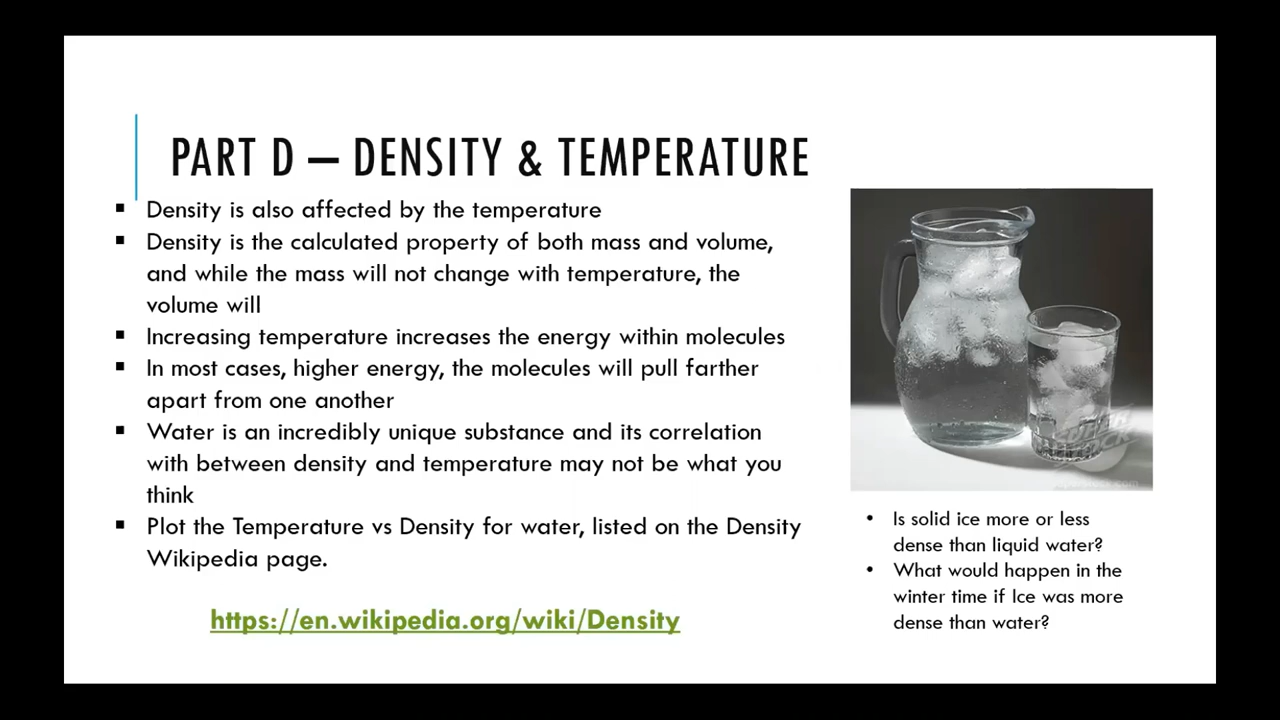 PART D – DENSITY & TEMPERATURE
▪ Density is also affected by the temperature
▪ Density is the calculated property of both mass and volume,
and while the mass will not change with temperature, the
volume will
▪ Increasing temperature increases the energy within molecules
▪ In most cases, higher energy, the molecules will pull farther
apart from one another
▪ Water is an incredibly unique substance and its correlation
with between density and temperature may not be what you
think
▪ Plot the Temperature vs Density for water, listed on the Density
Wikipedia page.
https://en.wikipedia.org/wiki/Density
• Is solid ice more or less
dense than liquid water?
• What would happen in the
winter time if Ice was more
dense than water?